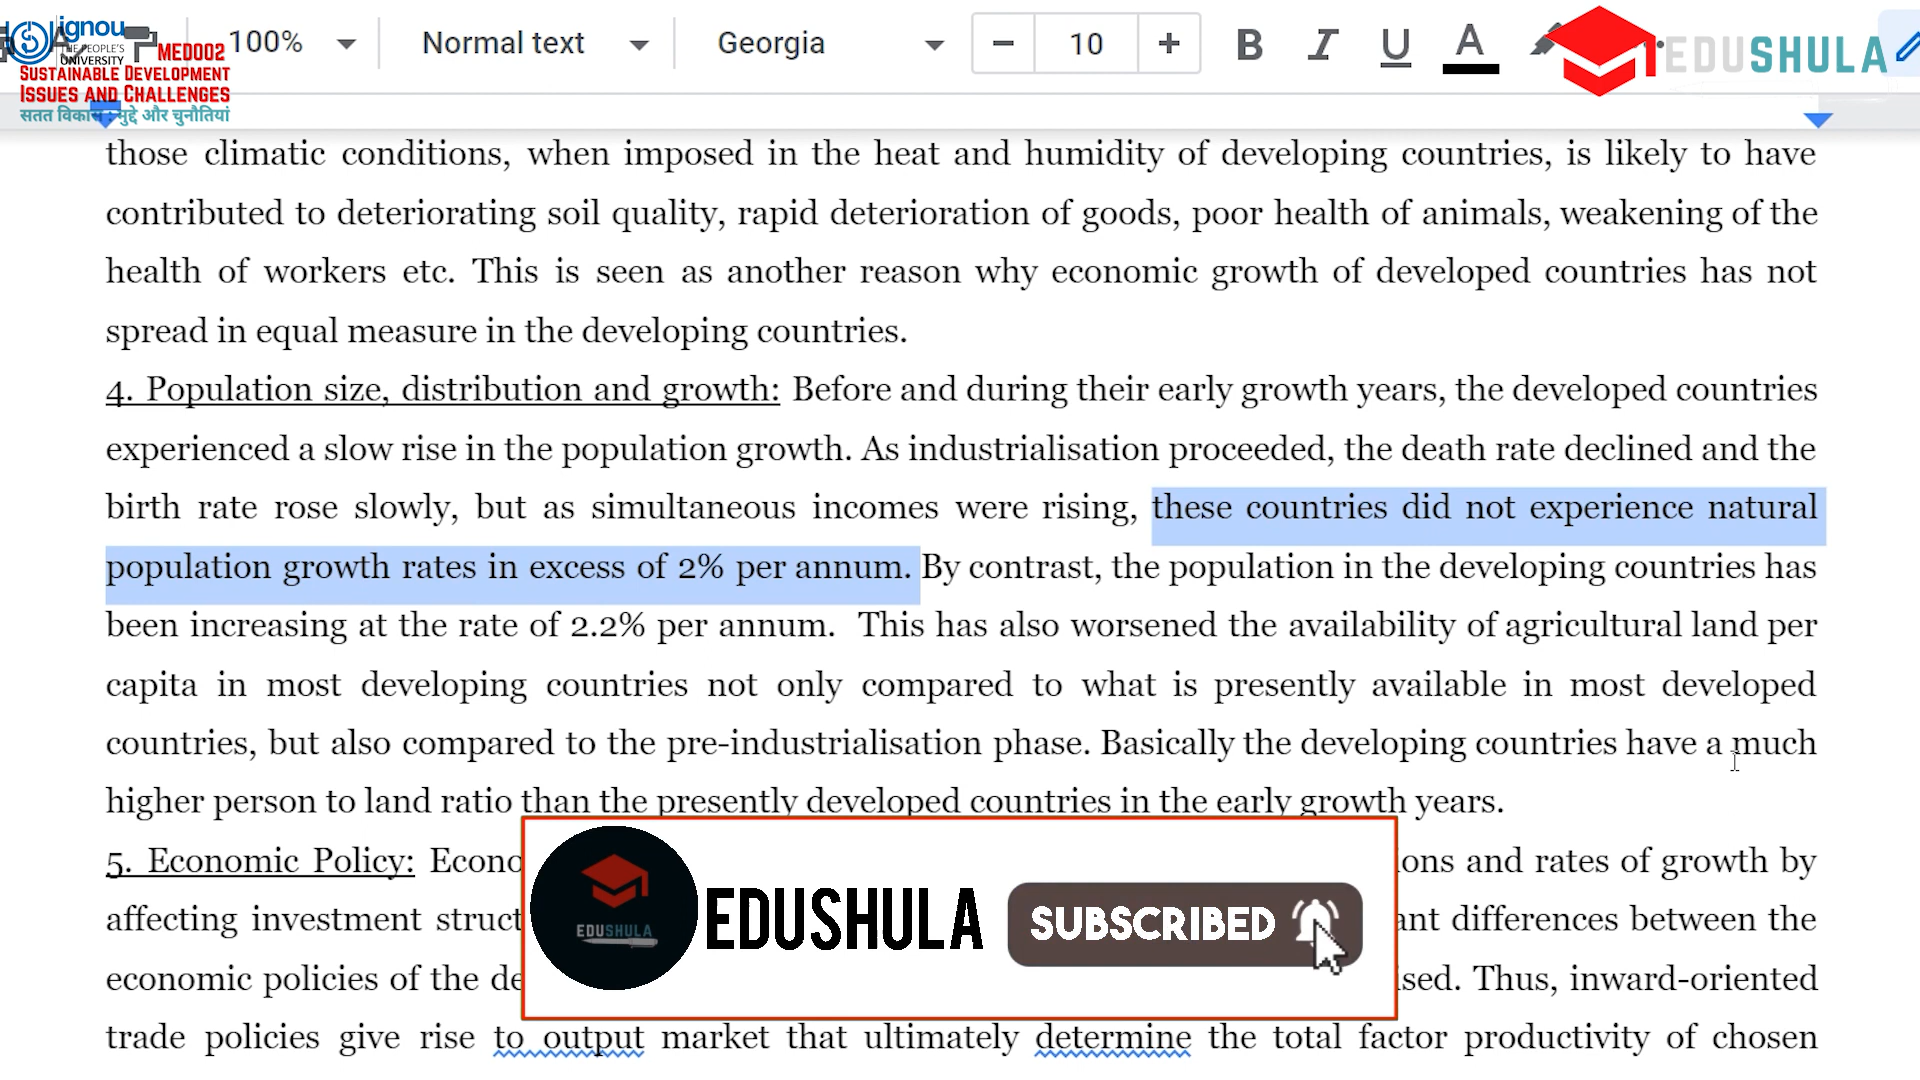 ignou
THE PEOPLE'S
UNIVERSITY
MED002
SUSTAINABLE DEVELOPMENT
ISSUES AND CHALLENGES
सतत विकास : मुद्दे और चुनौतियां
100% Normal text Georgia 10 B I U A
EDUSHULA
those climatic conditions, when imposed in the heat and humidity of developing countries, is likely to have
contributed to deteriorating soil quality, rapid deterioration of goods, poor health of animals, weakening of the
health of workers etc. This is seen as another reason why economic growth of developed countries has not
spread in equal measure in the developing countries.
4. Population size, distribution and growth: Before and during their early growth years, the developed countries
experienced a slow rise in the population growth. As industrialisation proceeded, the death rate declined and the
birth rate rose slowly, but as simultaneous incomes were rising, these countries did not experience natural
population growth rates in excess of 2% per annum. By contrast, the population in the developing countries has
been increasing at the rate of 2.2% per annum. This has also worsened the availability of agricultural land per
capita in most developing countries not only compared to what is presently available in most developed
countries, but also compared to the pre-industrialisation phase. Basically the developing countries have a much
higher person to land ratio than the presently developed countries in the early growth years.
5. Economic Policy: Econo ions and rates of growth by
affecting investment struct ant differences between the
economic policies of the de ised. Thus, inward-oriented
trade policies give rise to output market that ultimately determine the total factor productivity of chosen
EDUSHULA
EDUSHULA
SUBSCRIBED